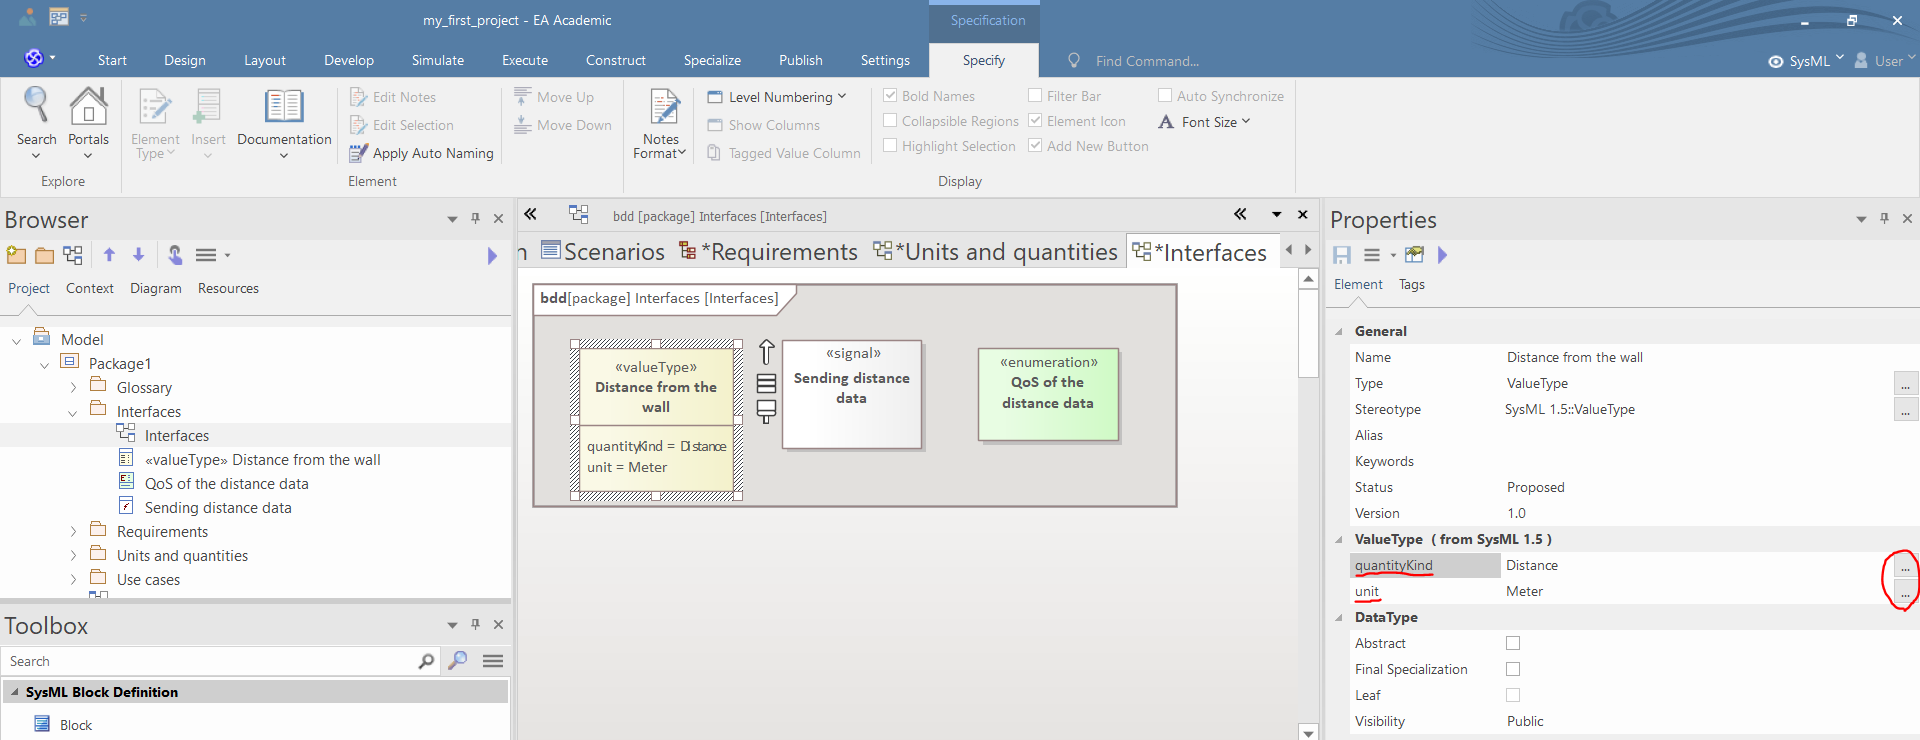 my_first_project - EA Academic
Specification
Start Design Layout Develop Simulate Execute Construct Specialize Publish Settings Specify Find Command... SysML User
Edit Notes Move Up Level Numbering Bold Names Filter Bar Auto Synchronize
Edit Selection Move Down Show Columns Collapsible Regions Element Icon Font Size
Search Portals Element Type Insert Documentation Apply Auto Naming Notes Format Tagged Value Column Highlight Selection Add New Button
Explore Element Display
Browser
Project Context Diagram Resources
Model
Package1
Glossary
Interfaces
Interfaces
«valueType» Distance from the wall
QoS of the distance data
Sending distance data
Requirements
Units and quantities
Use cases
Toolbox
Search
SysML Block Definition
Block
bdd [package] Interfaces [Interfaces]
n Scenarios *Requirements *Units and quantities *Interfaces
bdd[package] Interfaces [Interfaces]
«valueType»
Distance from the
wall
quantityKind = Distance
unit = Meter
«signal»
Sending distance
data
«enumeration»
QoS of the
distance data
Properties
Element Tags
General
Name Distance from the wall
Type ValueType ...
Stereotype SysML 1.5::ValueType ...
Alias
Keywords
Status Proposed
Version 1.0
ValueType ( from SysML 1.5 )
quantityKind Distance ...
unit Meter ...
DataType
Abstract
Final Specialization
Leaf
Visibility Public